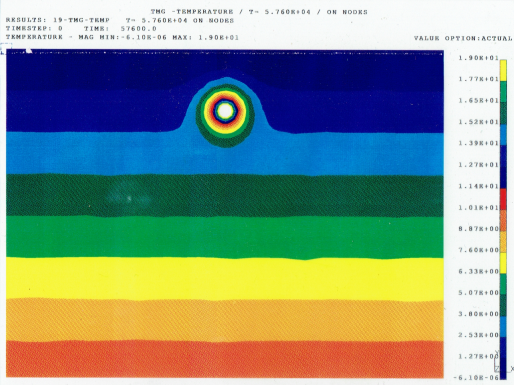 TMG -TEMPERATURE / T= 5.760E+04 / ON NODES
RESULTS: 19-TMG-TEMP T= 5.760E+04 ON NODES
TIMESTEP: 0 TIME: 57600.0
TEMPERATURE - MAG MIN:-6.10E-06 MAX: 1.90E+01
VALUE OPTION:ACTUAL
1.90E+01
1.77E+01
1.65E+01
1.52E+01
1.39E+01
1.27E+01
1.14E+01
1.01E+01
8.87E+00
7.60E+00
6.33E+00
5.07E+00
3.80E+00
2.53E+00
1.27E+00
-6.10E-06